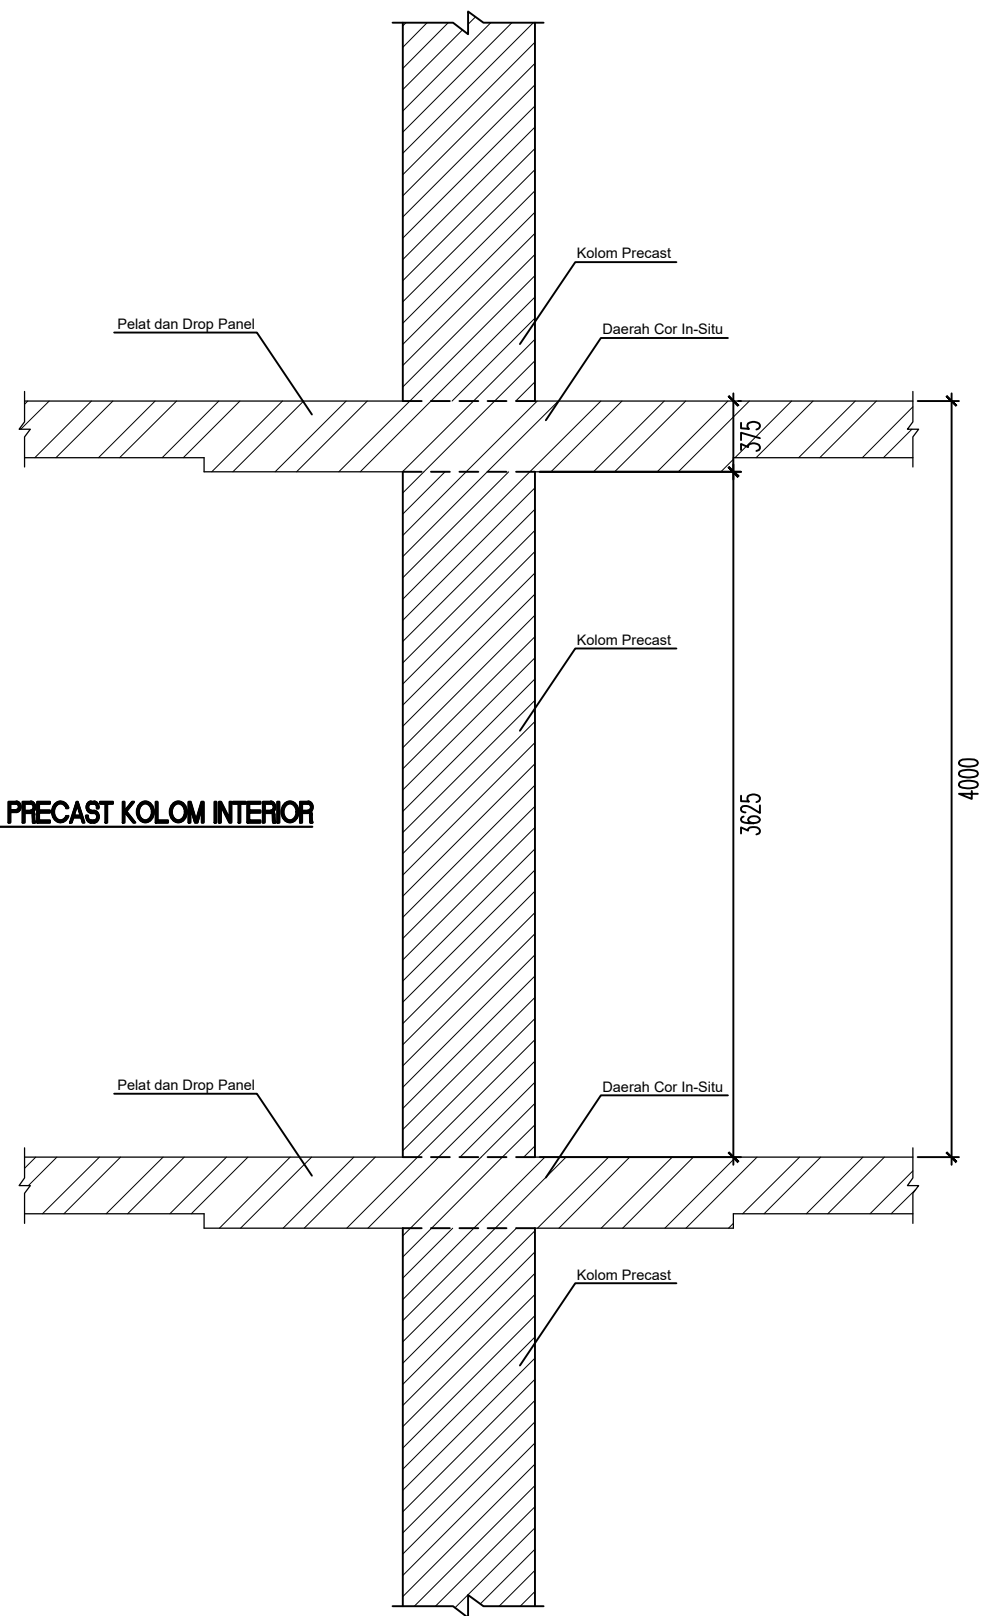 Kolom Precast
Pelat dan Drop Panel
Daerah Cor In-Situ
375
Kolom Precast
4000
3625
PRECAST KOLOM INTERIOR
Pelat dan Drop Panel
Daerah Cor In-Situ
Kolom Precast